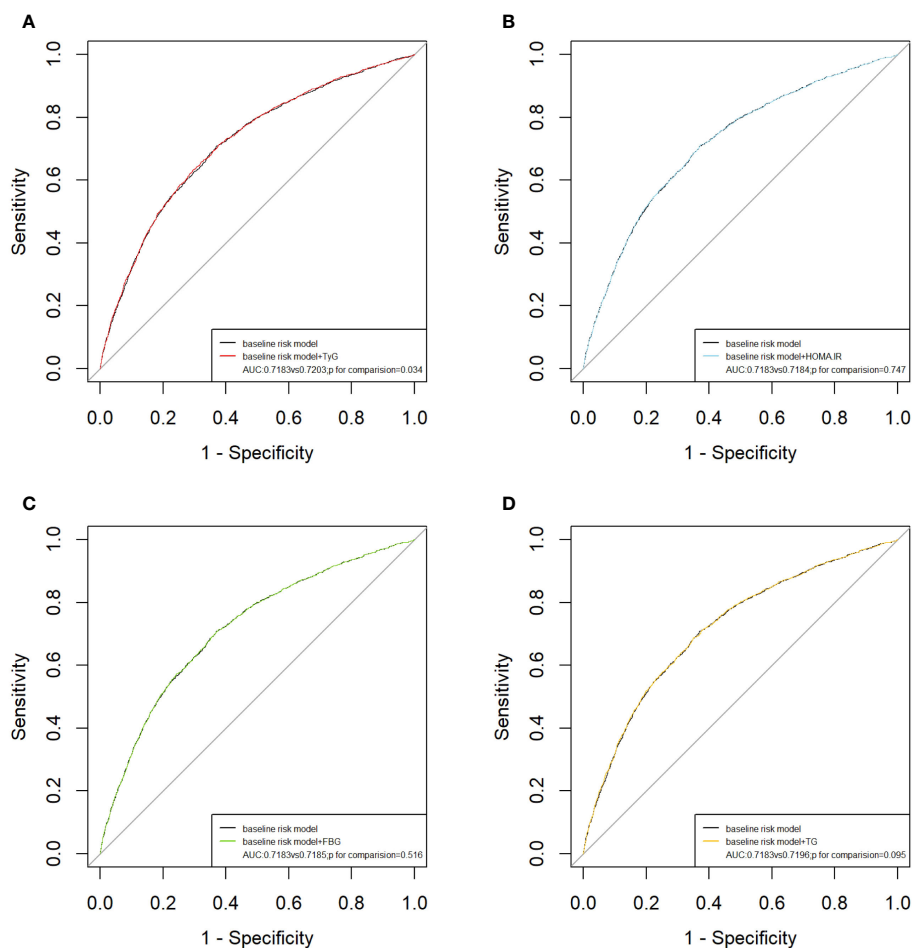 A
Sensitivity
1.0
0.8
0.6
0.4
0.2
0.0
baseline risk model
baseline risk model+TyG
AUC:0.7183vs0.7203;p for comparision=0.034
0.0 0.2 0.4 0.6 0.8 1.0
1 - Specificity
B
Sensitivity
1.0
0.8
0.6
0.4
0.2
0.0
baseline risk model
baseline risk model+HOMA.IR
AUC:0.7183vs0.7184;p for comparision=0.747
0.0 0.2 0.4 0.6 0.8 1.0
1 - Specificity
C
Sensitivity
1.0
0.8
0.6
0.4
0.2
0.0
baseline risk model
baseline risk model+FBG
AUC:0.7183vs0.7185;p for comparision=0.516
0.0 0.2 0.4 0.6 0.8 1.0
1 - Specificity
D
Sensitivity
1.0
0.8
0.6
0.4
0.2
0.0
baseline risk model
baseline risk model+TG
AUC:0.7183vs0.7196;p for comparision=0.095
0.0 0.2 0.4 0.6 0.8 1.0
1 - Specificity